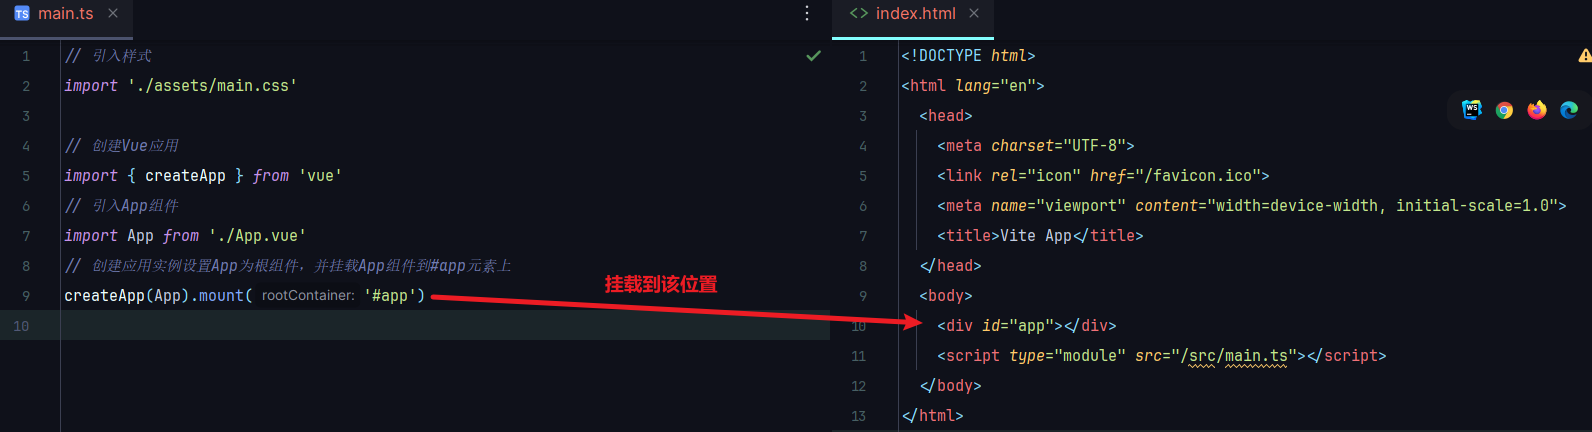 main.ts
1 // 引入样式
2 import './assets/main.css'
3
4 // 创建Vue应用
5 import { createApp } from 'vue'
6 // 引入App组件
7 import App from './App.vue'
8 // 创建应用实例设置App为根组件，并挂载App组件到#app元素上
9 createApp(App).mount( rootContainer: '#app')
10
挂载到该位置
index.html
1 <!DOCTYPE html>
2 <html lang="en">
3 <head>
4 <meta charset="UTF-8">
5 <link rel="icon" href="/favicon.ico">
6 <meta name="viewport" content="width=device-width, initial-scale=1.0">
7 <title>Vite App</title>
8 </head>
9 <body>
10 <div id="app"></div>
11 <script type="module" src="/src/main.ts"></script>
12 </body>
13 </html>